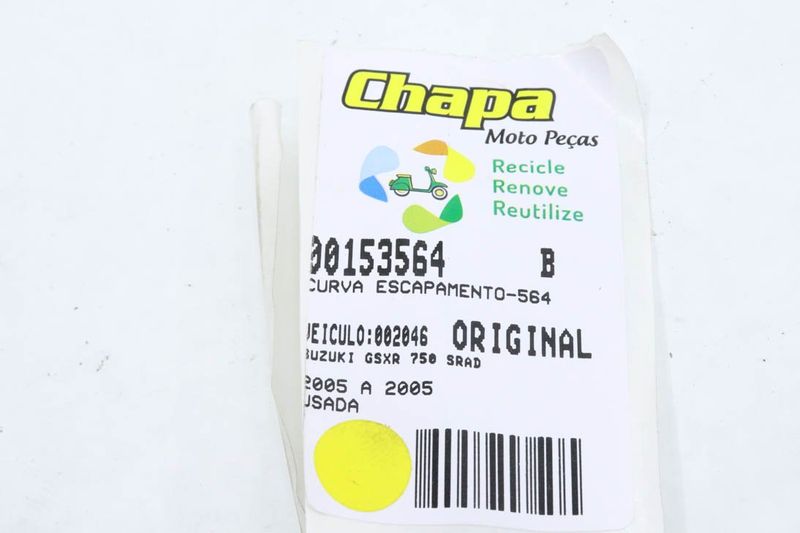 Chapa
Moto Peças
Recicle
Renove
Reutilize
00153564 B
CURVA ESCAPAMENTO-564
VEICULO:002046 ORIGINAL
SUZUKI GSXR 750 SRAD
2005 A 2005
USADA